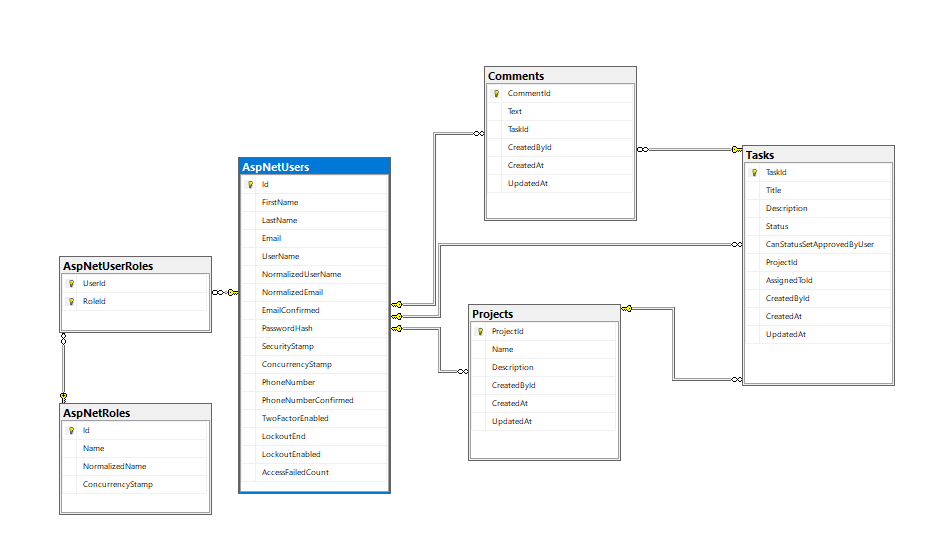 Comments
CommentId
Text
TaskId
CreatedById
CreatedAt
UpdatedAt
Tasks
TaskId
Title
Description
Status
CanStatusSetApprovedByUser
ProjectId
AssignedToId
CreatedById
CreatedAt
UpdatedAt
AspNetUsers
Id
FirstName
LastName
Email
UserName
NormalizedUserName
NormalizedEmail
EmailConfirmed
PasswordHash
SecurityStamp
ConcurrencyStamp
PhoneNumber
PhoneNumberConfirmed
TwoFactorEnabled
LockoutEnd
LockoutEnabled
AccessFailedCount
AspNetUserRoles
UserId
RoleId
Projects
ProjectId
Name
Description
CreatedById
CreatedAt
UpdatedAt
AspNetRoles
Id
Name
NormalizedName
ConcurrencyStamp